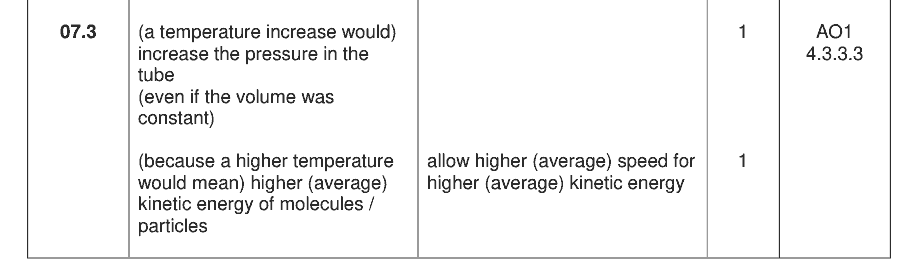 07.3
(a temperature increase would)
increase the pressure in the
tube
(even if the volume was
constant)
1
AO1
4.3.3.3
(because a higher temperature
would mean) higher (average)
kinetic energy of molecules /
particles
allow higher (average) speed for
higher (average) kinetic energy
1